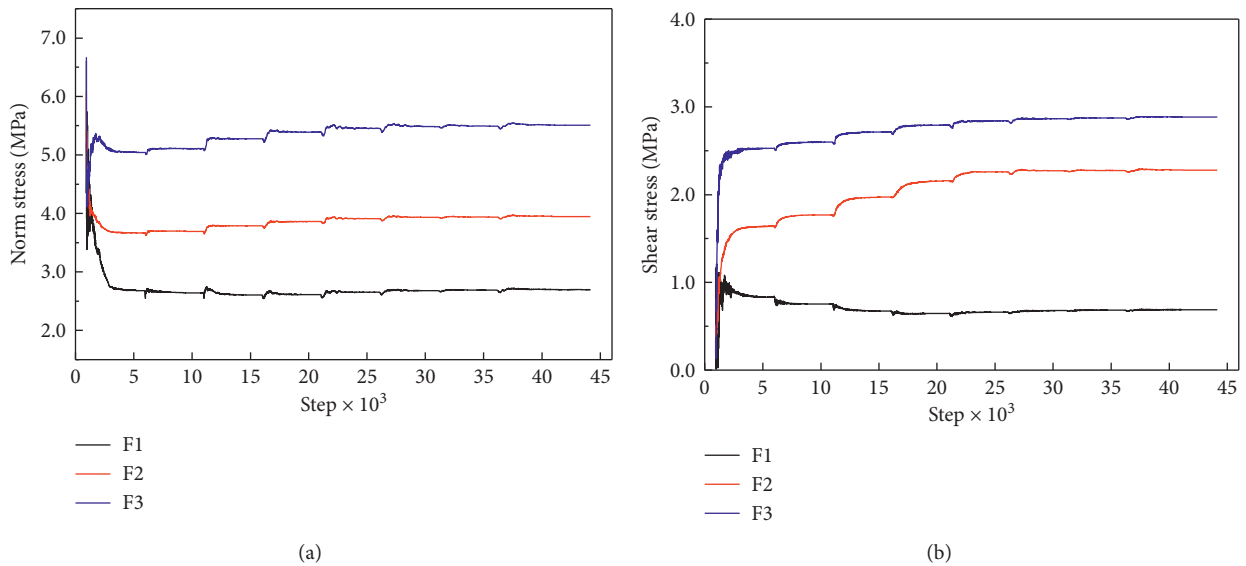 7.0
6.0
5.0
4.0
3.0
2.0
Norm stress (MPa)
0 5 10 15 20 25 30 35 40 45
Step × 10³
F1
F2
F3
(a)
4.0
3.0
2.0
1.0
0.0
Shear stress (MPa)
0 5 10 15 20 25 30 35 40 45
Step × 10³
F1
F2
F3
(b)